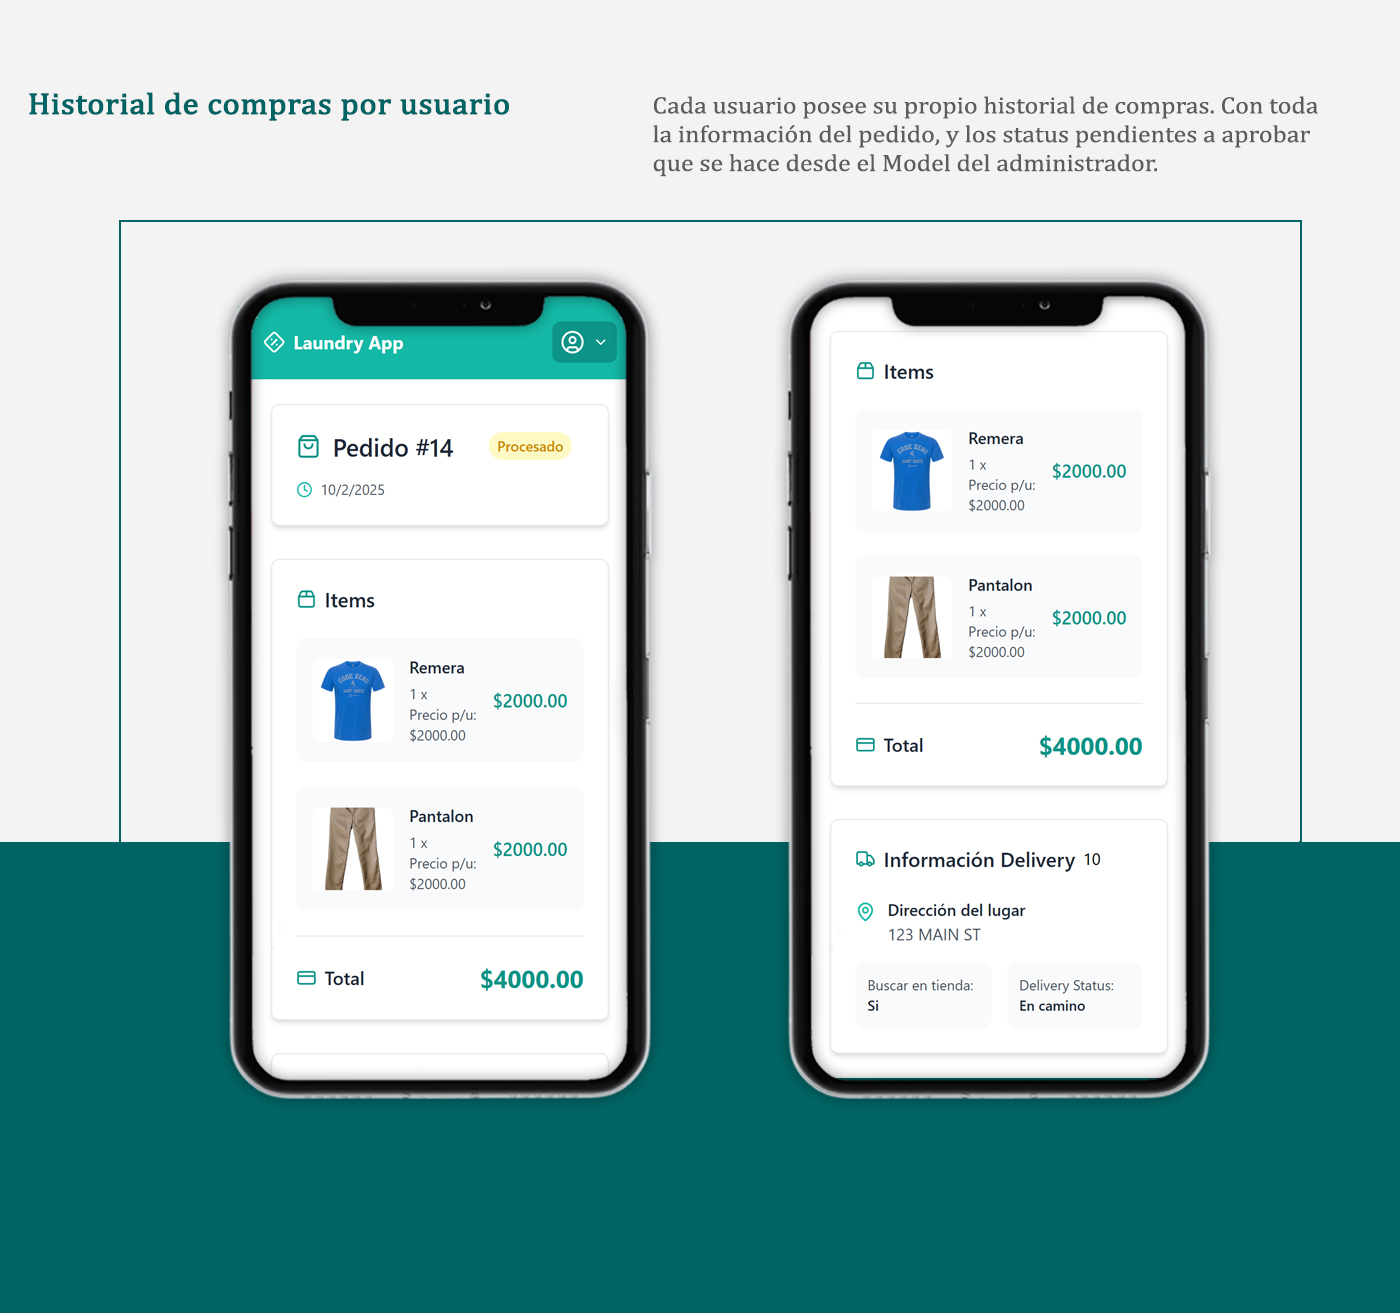 Historial de compras por usuario
Cada usuario posee su propio historial de compras. Con toda
la información del pedido, y los status pendientes a aprobar
que se hace desde el Model del administrador.
Laundry App
Pedido #14
Procesado
10/2/2025
Items
CODE ZERO
Remera
1 x
Precio p/u:
$2000.00
$2000.00
Pantalon
1 x
Precio p/u:
$2000.00
$2000.00
Total
$4000.00
Items
CODE ZERO
Remera
1 x
Precio p/u:
$2000.00
$2000.00
Pantalon
1 x
Precio p/u:
$2000.00
$2000.00
Total
$4000.00
Información Delivery 10
Dirección del lugar
123 MAIN ST
Buscar en tienda:
Si
Delivery Status:
En camino